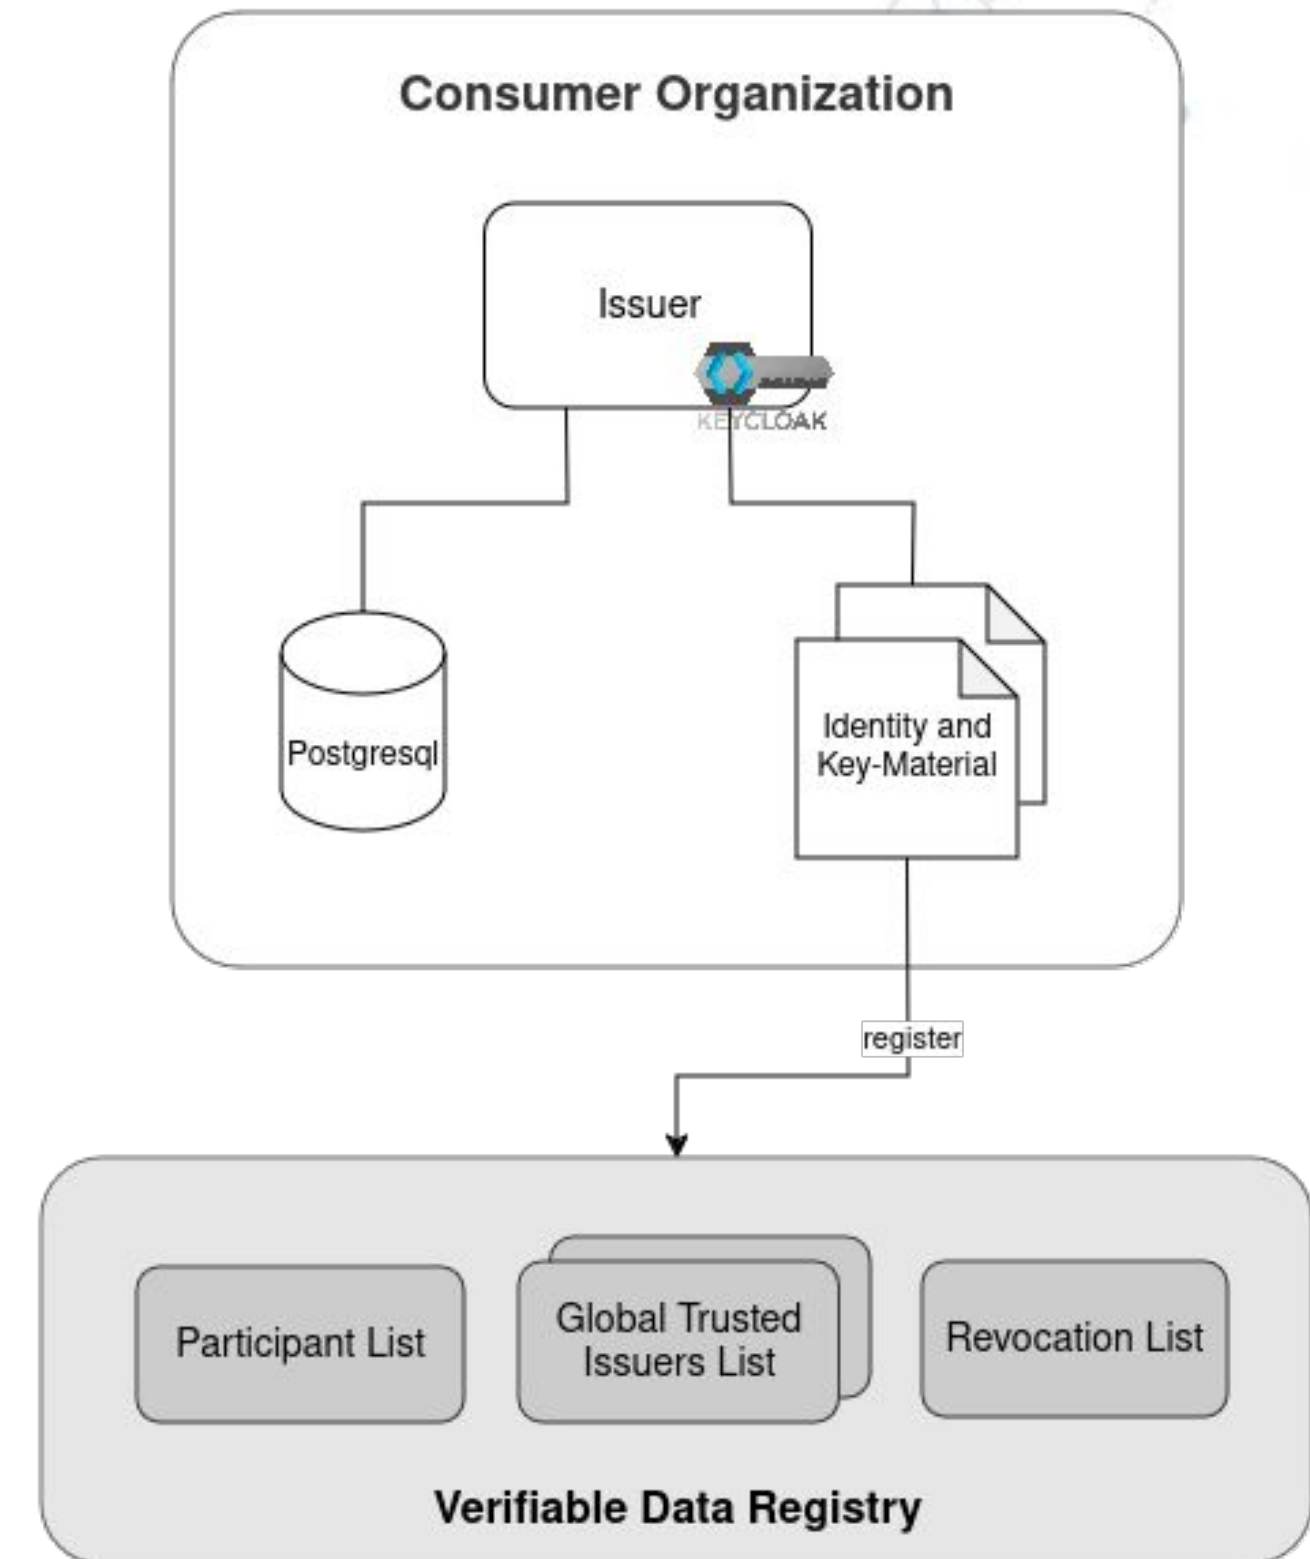 Consumer Organization
Issuer
KEYCLOAK
Postgresql
Identity and
Key-Material
register
Participant List
Global Trusted
Issuers List
Revocation List
Verifiable Data Registry